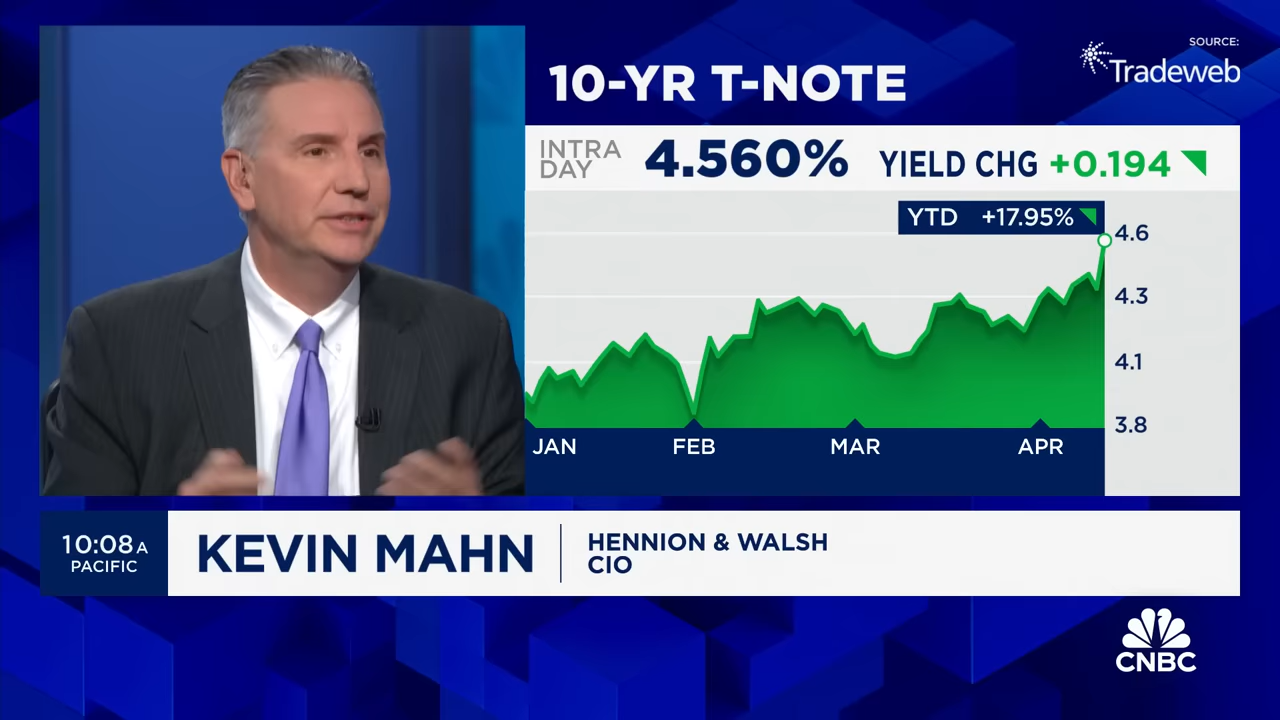 SOURCE:
Tradeweb
10-YR T-NOTE
INTRA
DAY
4.560% YIELD CHG +0.194
YTD +17.95%
4.6
4.3
4.1
3.8
JAN FEB MAR APR
10:08 A
PACIFIC
KEVIN MAHN
HENNION & WALSH
CIO
CNBC